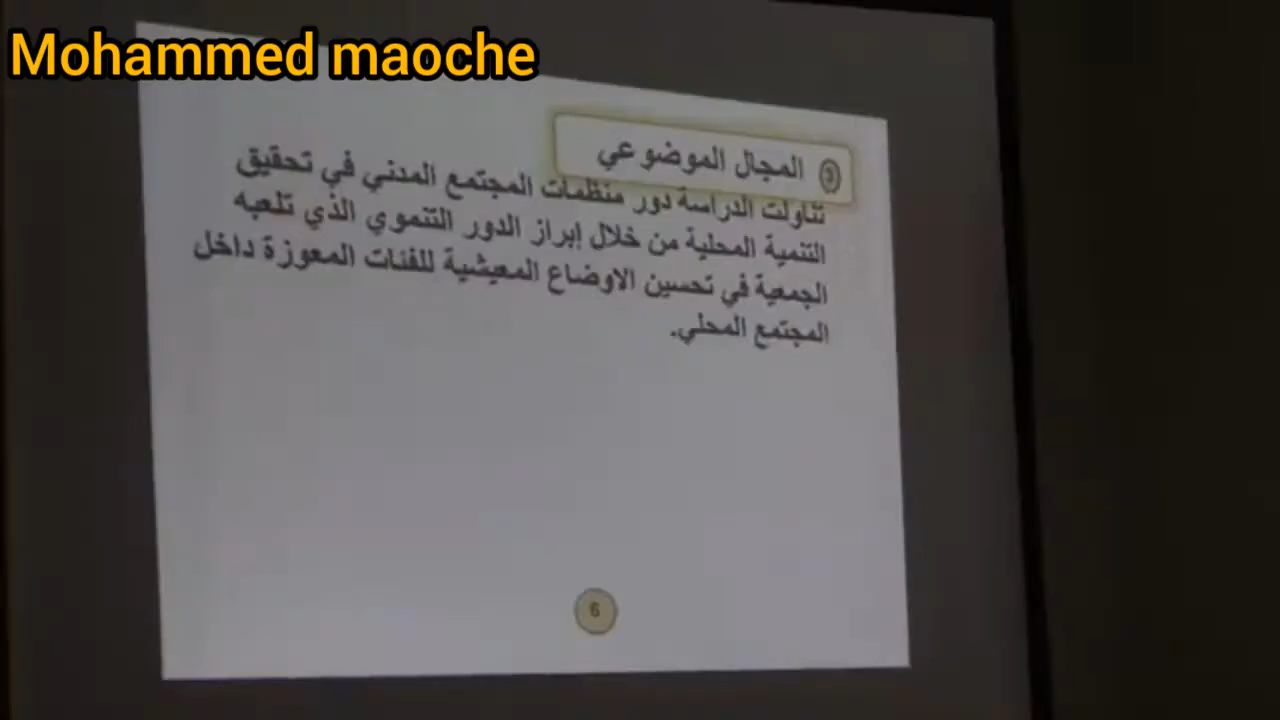 Mohammed maoche
③ المجال الموضوعي
تناولت الدراسة دور منظمات المجتمع المدني في تحقيق
التنمية المحلية من خلال إبراز الدور التنموي الذي تلعبه
الجمعية في تحسين الاوضاع المعيشية للفئات المعوزة داخل
المجتمع المحلي.
6